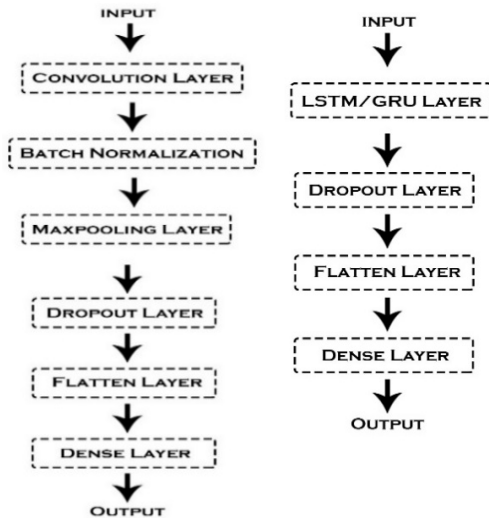 INPUT
CONVOLUTION LAYER
BATCH NORMALIZATION
MAXPOOLING LAYER
DROPOUT LAYER
FLATTEN LAYER
DENSE LAYER
OUTPUT
INPUT
LSTM/GRU LAYER
DROPOUT LAYER
FLATTEN LAYER
DENSE LAYER
OUTPUT